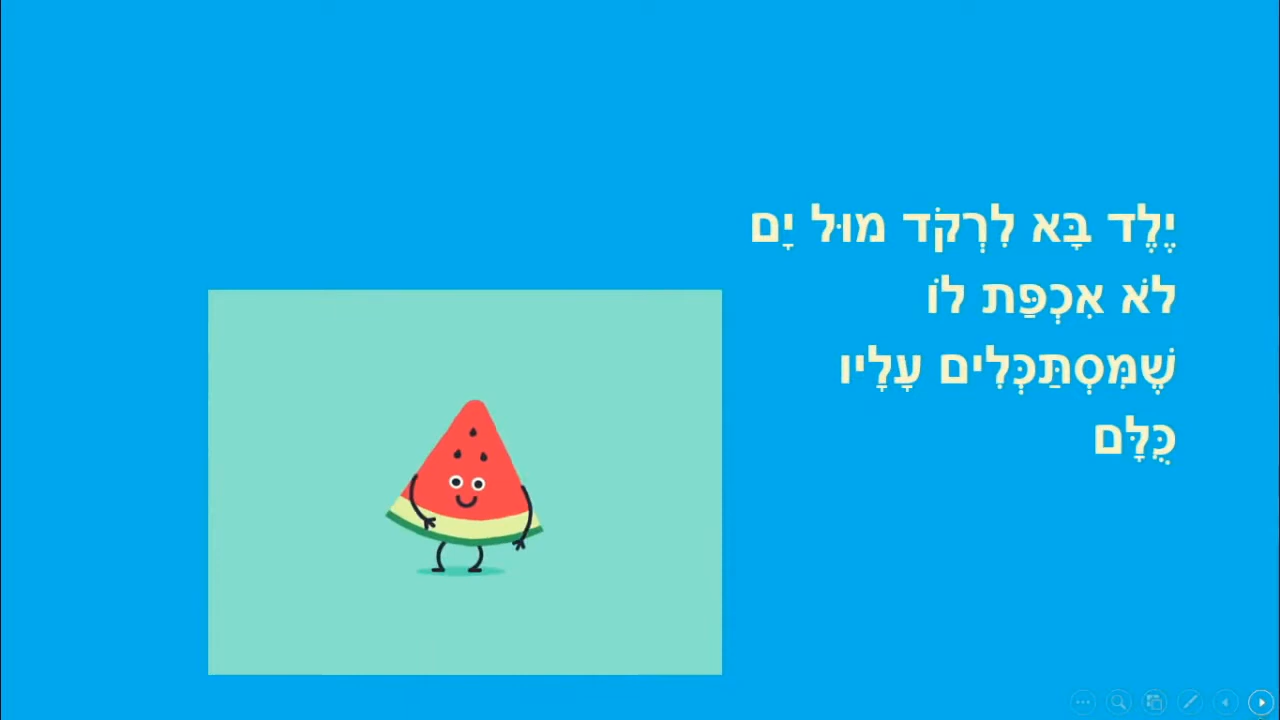 יֶלֶד בָּא לִרְקֹד מוּל יָם
לֹא אִכְפַּת לוֹ
שֶׁמִּסְתַּכְּלִים עָלָיו
כֻּלָּם